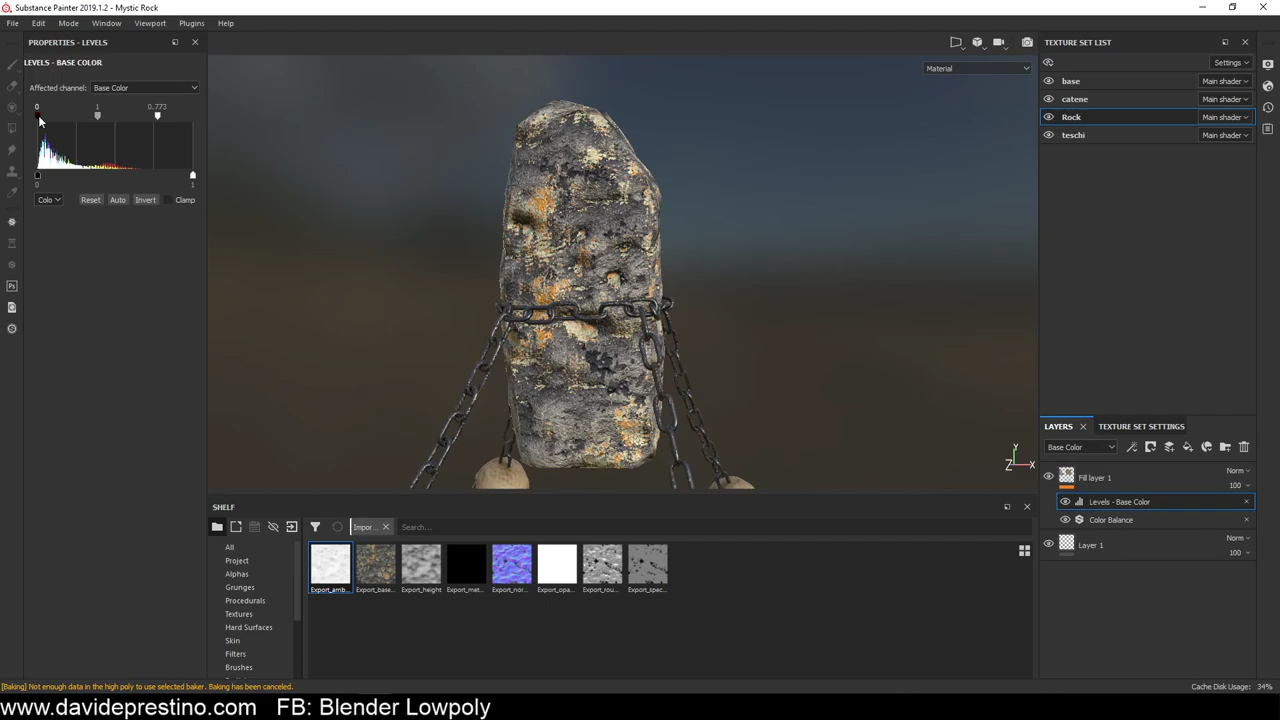 Substance Painter 2019.1.2 - Mystic Rock
File Edit Mode Window Viewport Plugins Help
PROPERTIES - LEVELS
LEVELS - BASE COLOR
Affected channel: Base Color
0 1 0.773
0 1
Colo Reset Auto Invert Clamp
Material
Y
Z X
TEXTURE SET LIST
Settings
base Main shader
catene Main shader
Rock Main shader
teschi Main shader
LAYERS TEXTURE SET SETTINGS
Base Color
Fill layer 1 Norm
100
Levels - Base Color
Color Balance
Layer 1 Norm
100
SHELF
Impor... Search...
All
Project
Alphas
Grunges
Procedurals
Textures
Hard Surfaces
Skin
Filters
Brushes
Export_amb... Export_base... Export_height Export_met... Export_nor... Export_opa... Export_rou... Export_spec...
Ps
[Baking] Not enough data in the high poly to use selected baker. Baking has been canceled.
Cache Disk Usage: 34%
www.davideprestino.com FB: Blender Lowpoly